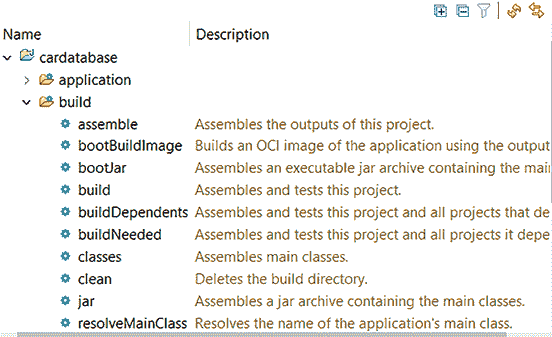 Name Description
cardatabase
application
build
assemble Assembles the outputs of this project.
bootBuildImage Builds an OCI image of the application using the output
bootJar Assembles an executable jar archive containing the mai
build Assembles and tests this project.
buildDependents Assembles and tests this project and all projects that de
buildNeeded Assembles and tests this project and all projects it depe
classes Assembles main classes.
clean Deletes the build directory.
jar Assembles a jar archive containing the main classes.
resolveMainClass Resolves the name of the application's main class.